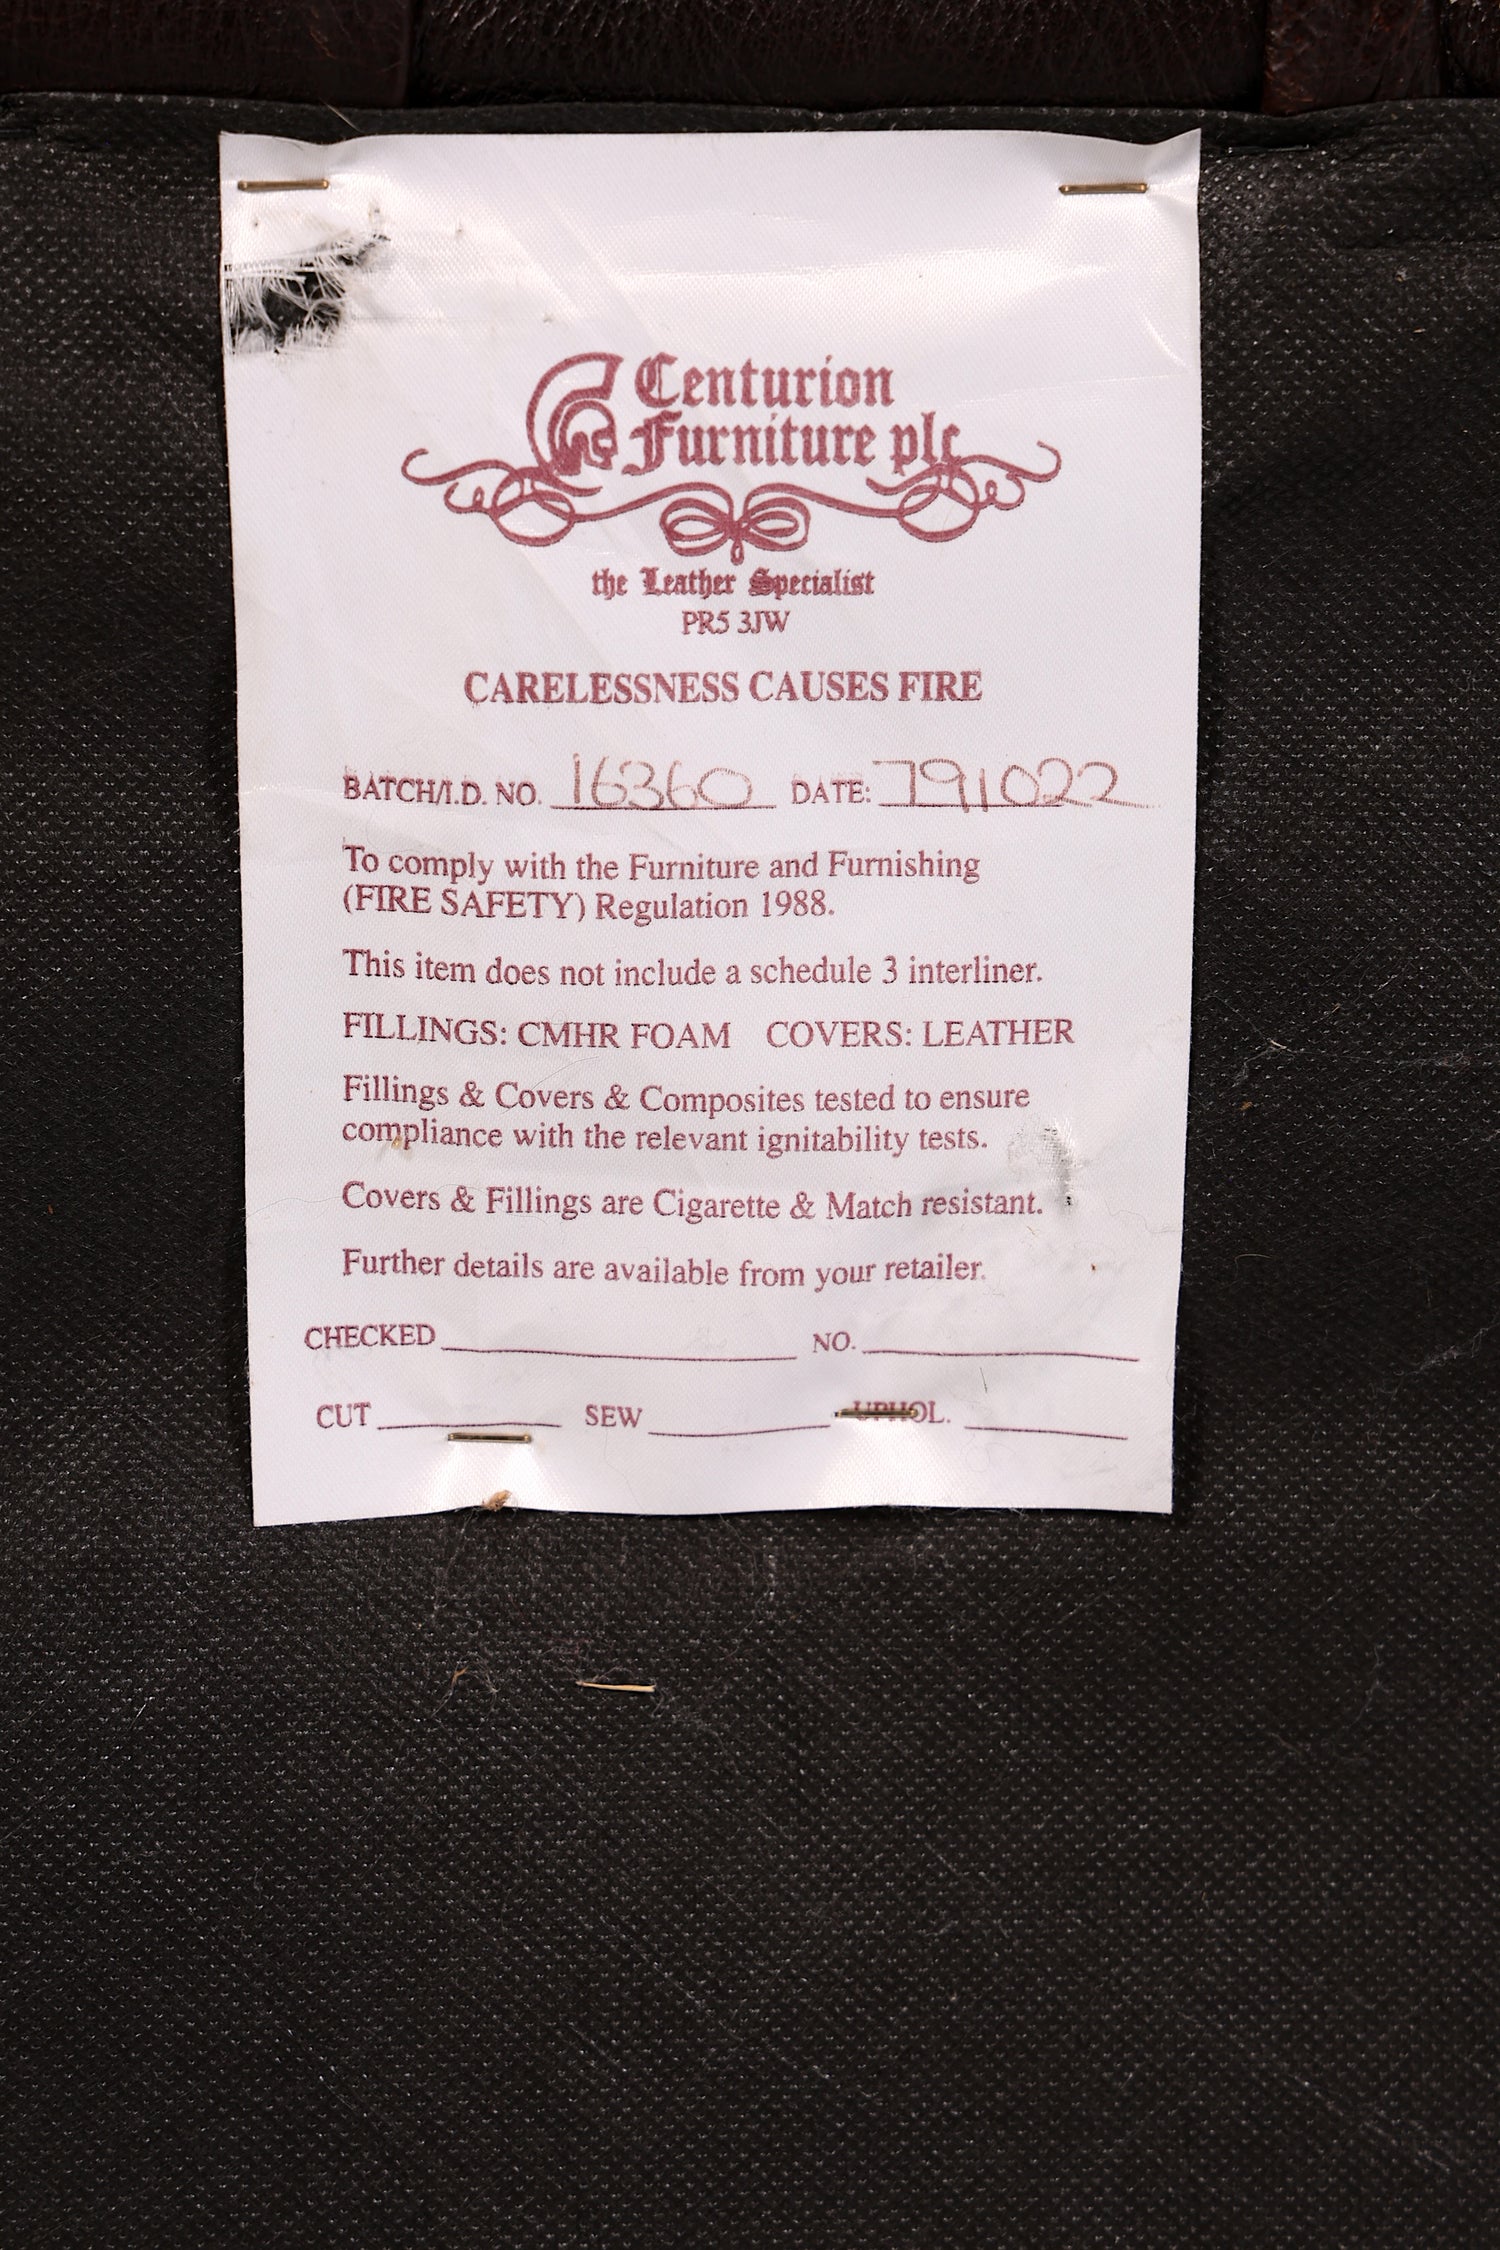 Centurion
Furniture plc
the Leather Specialist
PR5 3JW
CARELESSNESS CAUSES FIRE
BATCH/I.D. NO. 16360 DATE: 791022
To comply with the Furniture and Furnishing
(FIRE SAFETY) Regulation 1988.
This item does not include a schedule 3 interliner.
FILLINGS: CMHR FOAM COVERS: LEATHER
Fillings & Covers & Composites tested to ensure
compliance with the relevant ignitability tests.
Covers & Fillings are Cigarette & Match resistant.
Further details are available from your retailer.
CHECKED NO.
CUT SEW UPHOL.